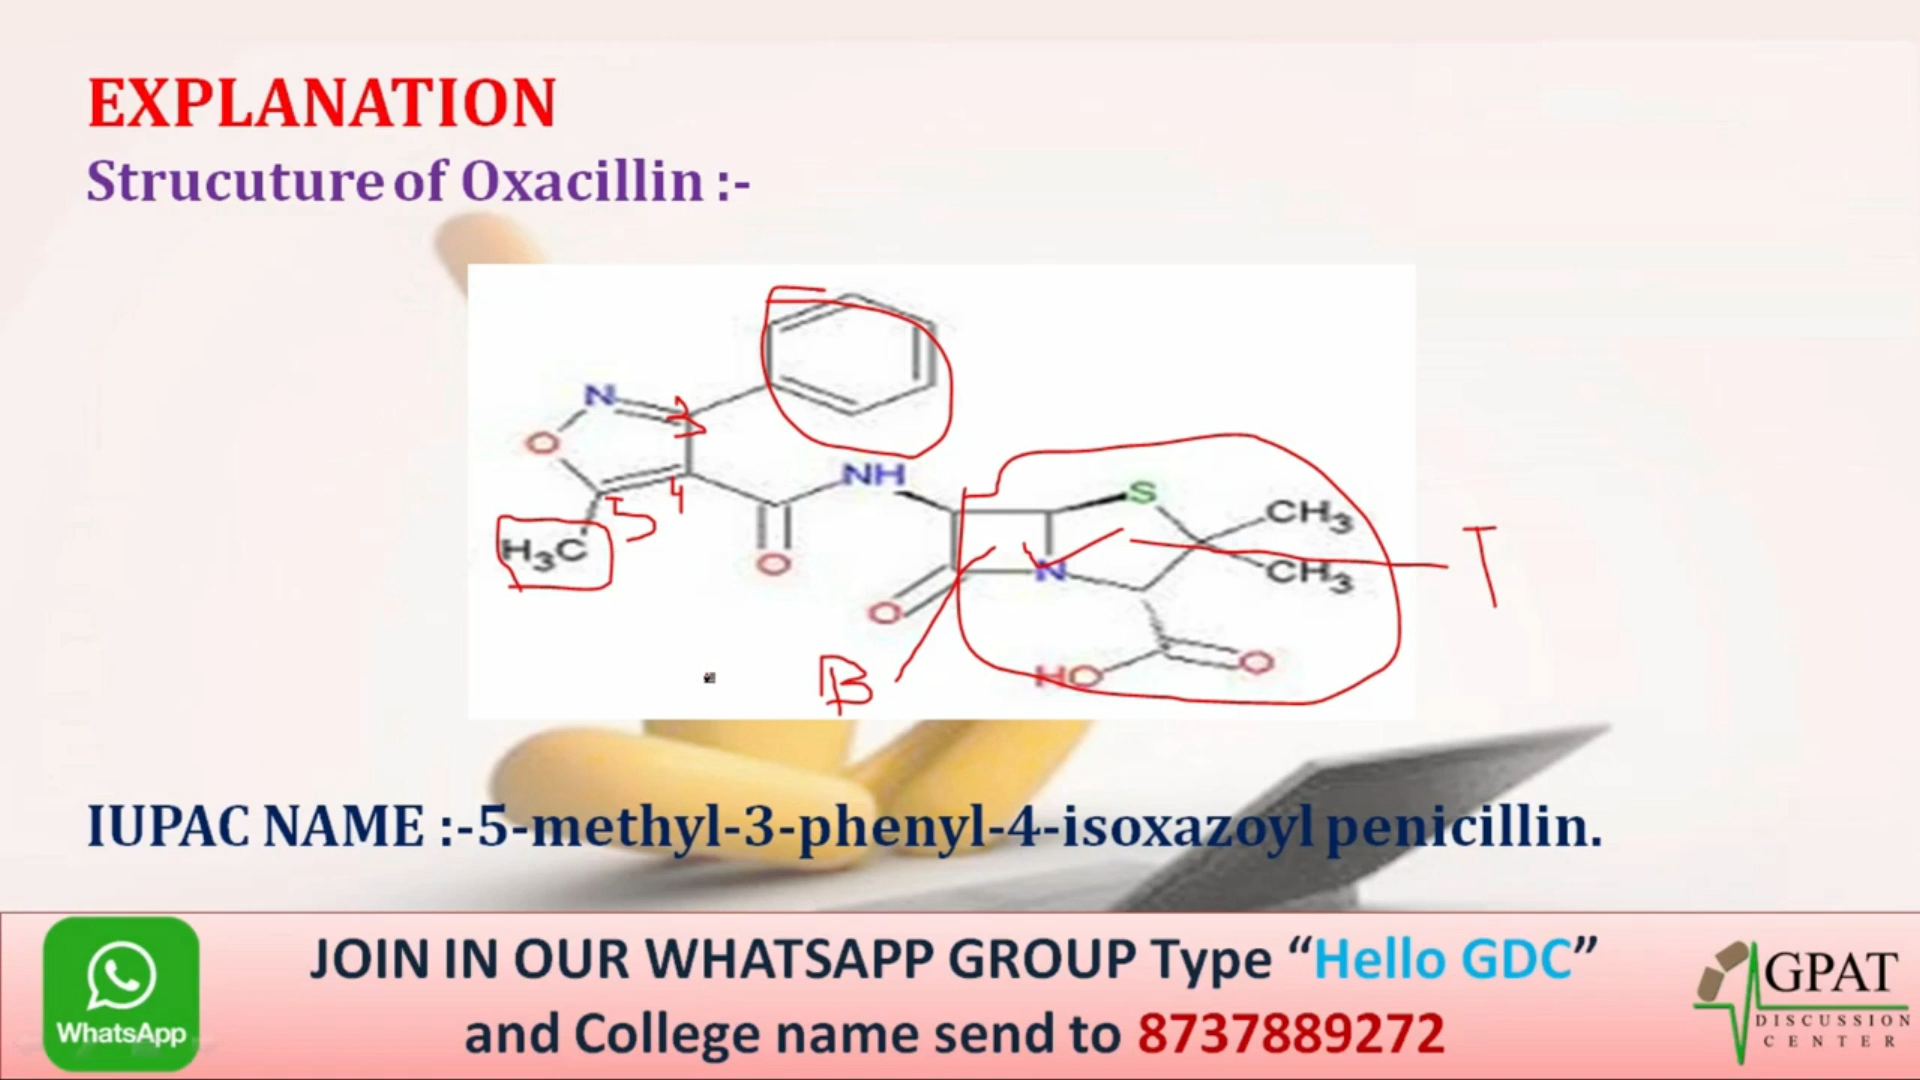 EXPLANATION
Strucuture of Oxacillin :-
N
3
O
4
5
H3C
O
NH
S
CH3
CH3
T
N
O
B
HO
O
IUPAC NAME :-5-methyl-3-phenyl-4-isoxazoyl penicillin.
JOIN IN OUR WHATSAPP GROUP Type “Hello GDC”
and College name send to 8737889272
WhatsApp
GPAT
DISCUSSION
CENTER